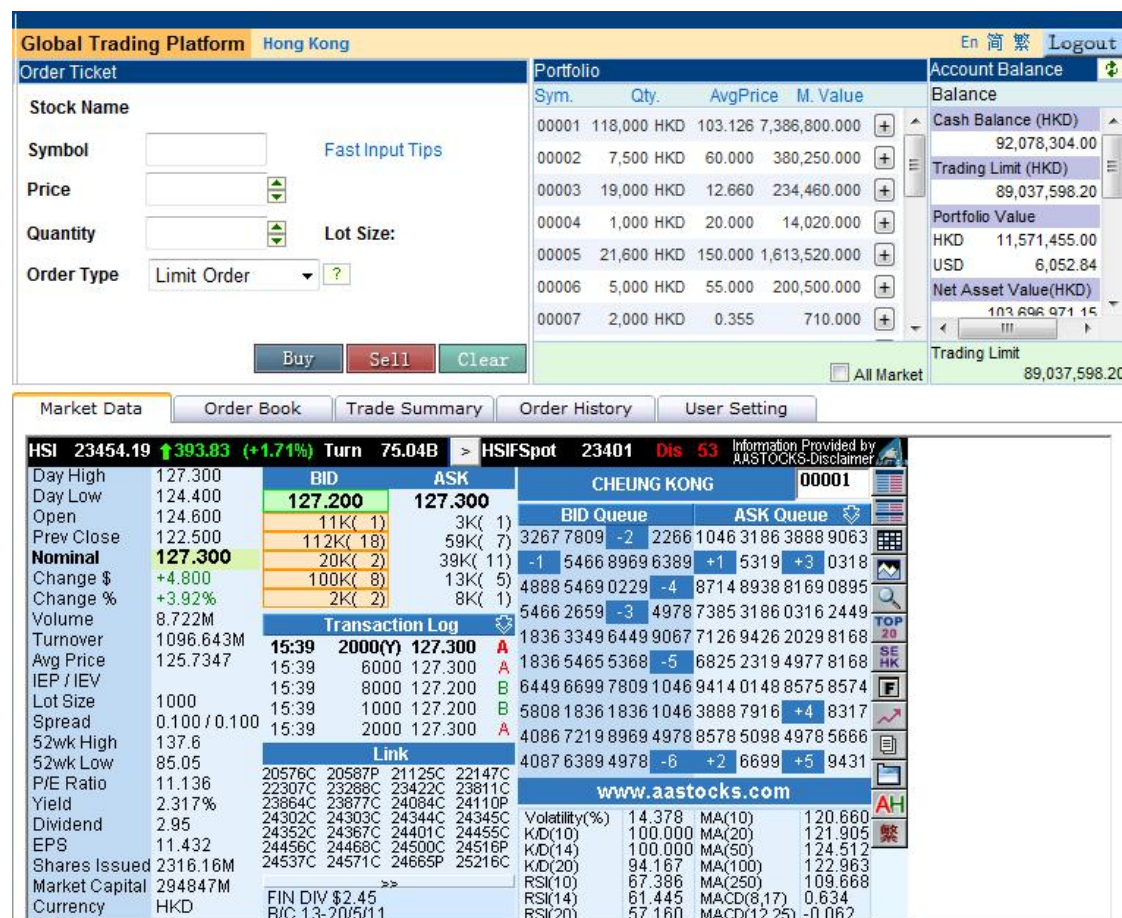 Global Trading Platform Hong Kong En 简 繁 Logout
Order Ticket
Stock Name
Symbol Fast Input Tips
Price
Quantity Lot Size:
Order Type Limit Order ?
Buy Sell Clear
Portfolio
Sym. Qty. AvgPrice M. Value
00001 118,000 HKD 103.126 7,386,800.000 +
00002 7,500 HKD 60.000 380,250.000 +
00003 19,000 HKD 12.660 234,460.000 +
00004 1,000 HKD 20.000 14,020.000 +
00005 21,600 HKD 150.000 1,613,520.000 +
00006 5,000 HKD 55.000 200,500.000 +
00007 2,000 HKD 0.355 710.000 +
All Market
Account Balance
Balance
Cash Balance (HKD)
92,078,304.00
Trading Limit (HKD)
89,037,598.20
Portfolio Value
HKD 11,571,455.00
USD 6,052.84
Net Asset Value(HKD)
103,696,971.15
Trading Limit
89,037,598.20
Market Data Order Book Trade Summary Order History User Setting
HSI 23454.19 393.83 (+1.71%) Turn 75.04B > HSIFSpot 23401 Dis 53 Information Provided by
AASTOCKS-Disclaimer
Day High 127.300
Day Low 124.400
Open 124.600
Prev Close 122.500
Nominal 127.300
Change $ +4.800
Change % +3.92%
Volume 8.722M
Turnover 1096.643M
Avg Price 125.7347
IEP / IEV
Lot Size 1000
Spread 0.100 / 0.100
52wk High 137.6
52wk Low 85.05
P/E Ratio 11.136
Yield 2.317%
Dividend 2.95
EPS 11.432
Shares Issued 2316.16M
Market Capital 294847M
Currency HKD
BID ASK
127.200 127.300
11K( 1) 3K( 1)
112K( 18) 59K( 7)
20K( 2) 39K( 11)
100K( 8) 13K( 5)
2K( 2) 8K( 1)
Transaction Log
15:39 2000(Y) 127.300 A
15:39 6000 127.300 A
15:39 8000 127.200 B
15:39 1000 127.200 B
15:39 2000 127.300 A
Link
20576C 20587P 21125C 22147C
22307C 23288C 23422C 23811C
23864C 23877C 24084C 24110P
24302C 24303C 24344C 24345C
24352C 24367C 24401C 24455C
24456C 24468C 24500C 24516P
24537C 24571C 24665P 25216C
>>
FIN DIV $2.45
B/C 13-20/5/11
CHEUNG KONG 00001
BID Queue ASK Queue
3267 7809 -2 2266 1046 3186 3888 9063
-1 5466 8969 6389 +1 5319 +3 0318
4888 5469 0229 -4 8714 8938 8169 0895
5466 2659 -3 4978 7385 3186 0316 2449
1836 3349 6449 9067 7126 9426 2029 8168
1836 5465 5368 -5 6825 2319 4977 8168
6449 6699 7809 1046 9414 0148 8575 8574
5808 1836 1836 1046 3888 7916 +4 8317
4086 7219 8969 4978 8578 5098 4978 5666
4087 6389 4978 -6 +2 6699 +5 9431
www.aastocks.com
Volatility(%) 14.378 MA(10) 120.660
K/D(10) 100.000 MA(20) 121.905
K/D(14) 100.000 MA(50) 124.512
K/D(20) 94.167 MA(100) 122.963
RSI(10) 67.386 MA(250) 109.668
RSI(14) 61.445 MACD(8,17) 0.634
RSI(20) 57.160 MACD(12,25) -0.062
TOP
20
SE
HK
F
AH
繁